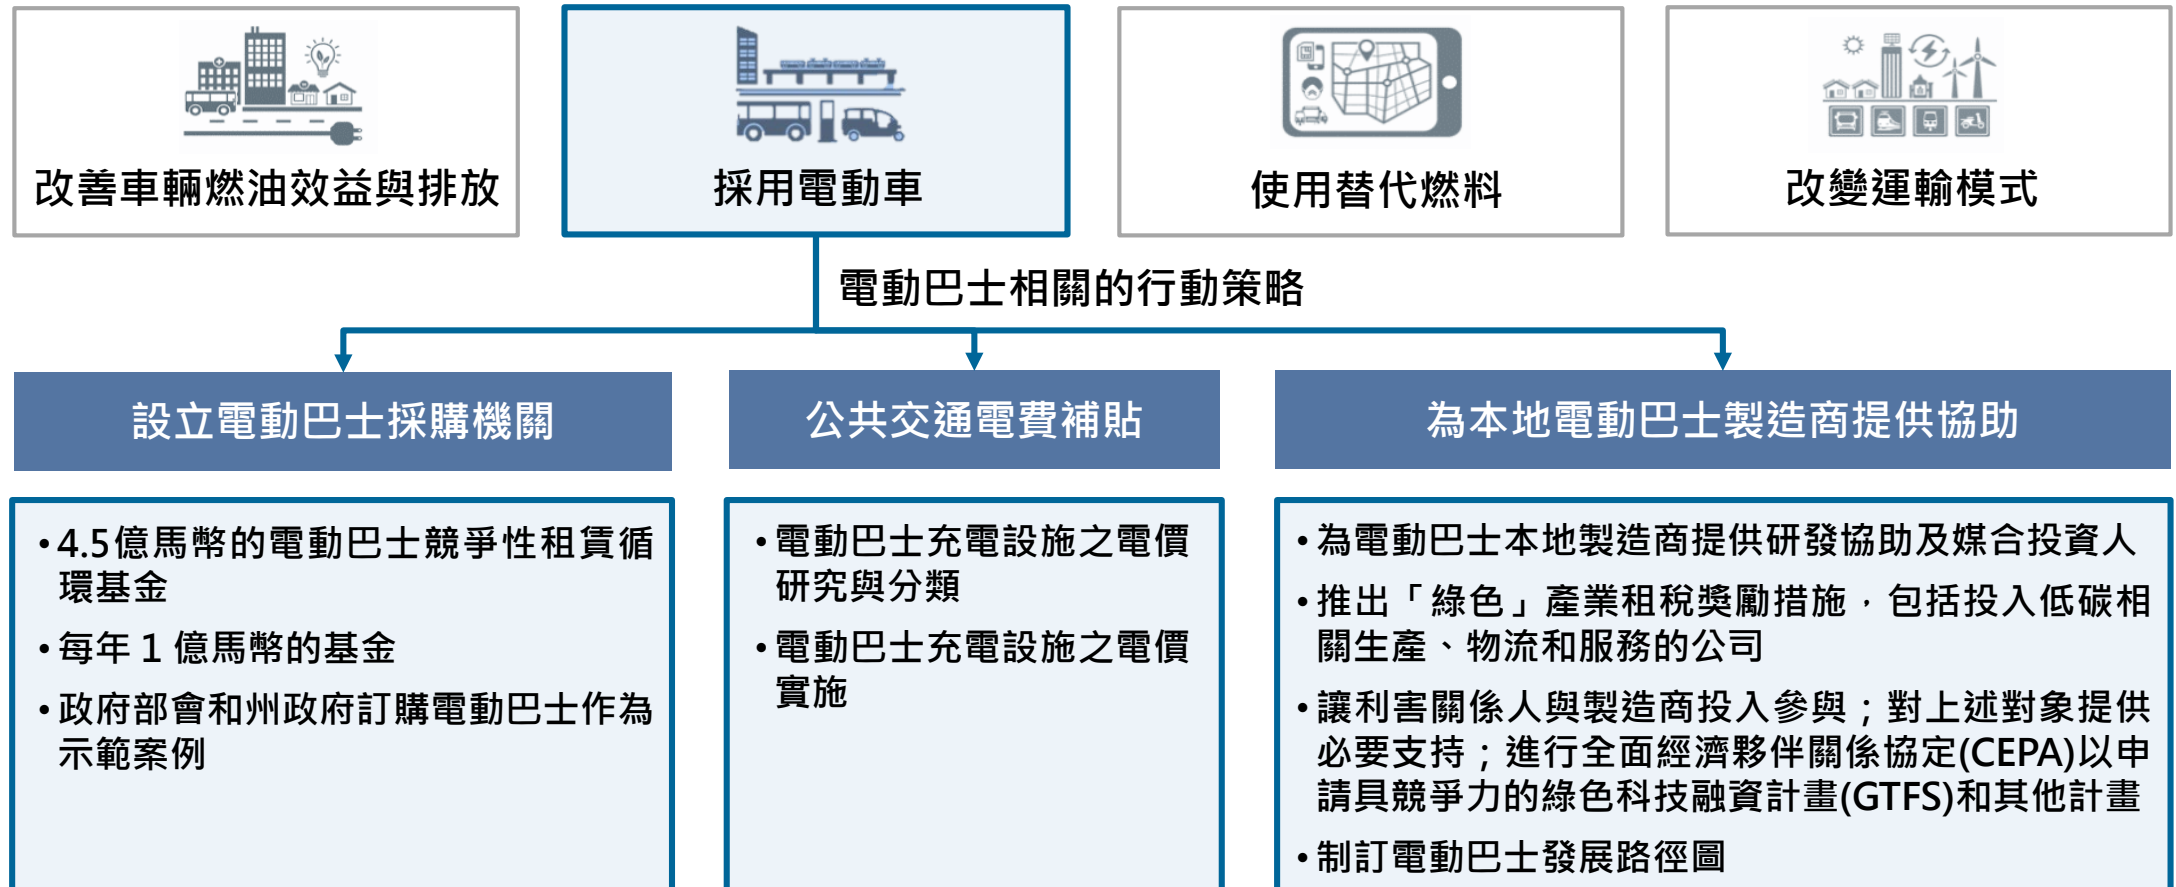 改善車輛燃油效益與排放
採用電動車
使用替代燃料
改變運輸模式
電動巴士相關的行動策略
設立電動巴士採購機關
•4.5億馬幣的電動巴士競爭性租賃循
環基金
•每年 1 億馬幣的基金
•政府部會和州政府訂購電動巴士作為
示範案例
公共交通電費補貼
•電動巴士充電設施之電價
研究與分類
•電動巴士充電設施之電價
實施
為本地電動巴士製造商提供協助
•為電動巴士本地製造商提供研發協助及媒合投資人
•推出「綠色」產業租稅獎勵措施，包括投入低碳相
關生產、物流和服務的公司
•讓利害關係人與製造商投入參與；對上述對象提供
必要支持；進行全面經濟夥伴關係協定(CEPA)以申
請具競爭力的綠色科技融資計畫(GTFS)和其他計畫
•制訂電動巴士發展路徑圖